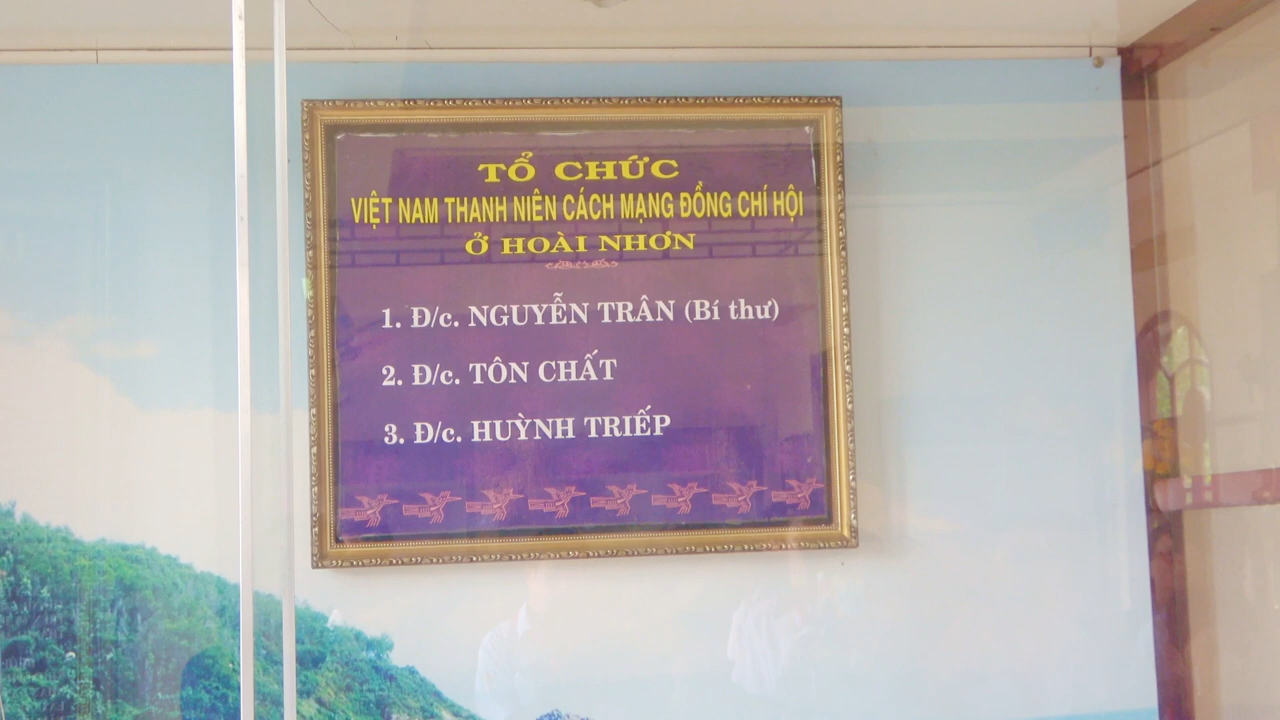 TỔ CHỨC
VIỆT NAM THANH NIÊN CÁCH MẠNG ĐỒNG CHÍ HỘI
Ở HOÀI NHƠN
1. Đ/c. NGUYỄN TRÂN (Bí thư)
2. Đ/c. TÔN CHẤT
3. Đ/c. HUỲNH TRIẾP